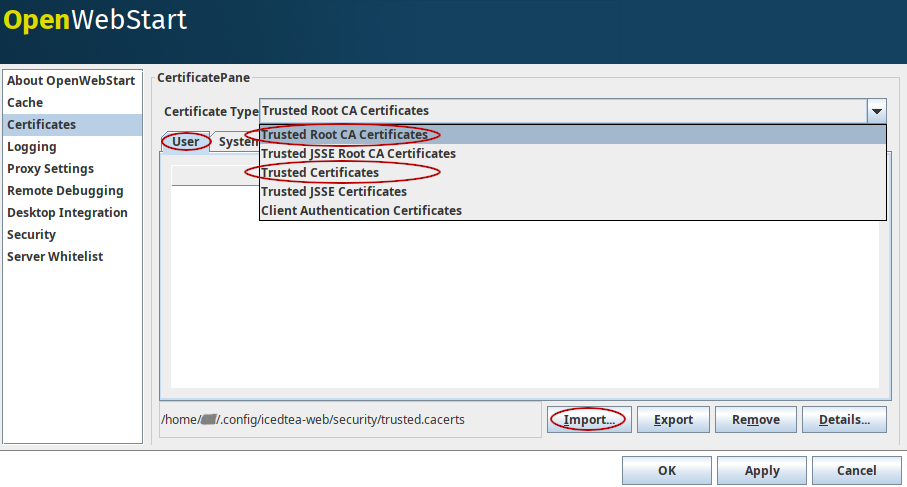 OpenWebStart
About OpenWebStart
Cache
Certificates
Logging
Proxy Settings
Remote Debugging
Desktop Integration
Security
Server Whitelist
CertificatePane
Certificate Type
Trusted Root CA Certificates
User
System
Trusted Root CA Certificates
Trusted JSSE Root CA Certificates
Trusted Certificates
Trusted JSSE Certificates
Client Authentication Certificates
/home/ /.config/icedtea-web/security/trusted.cacerts
Import...
Export
Remove
Details...
OK
Apply
Cancel